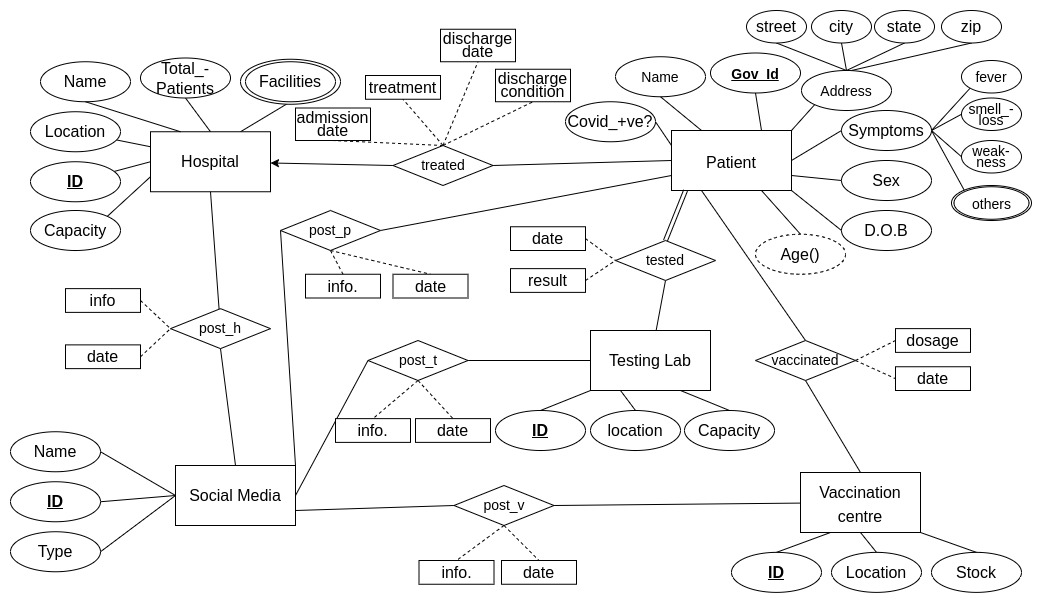 street
city
state
zip
discharge
date
Name
Gov_Id
Address
fever
Name
Total_-
Patients
Facilities
treatment
discharge
condition
Covid_+ve?
Symptoms
smell_-
loss
weak-
ness
others
admission
date
Location
Hospital
treated
Patient
ID
Sex
Capacity
D.O.B
post_p
date
tested
Age()
info.
date
result
info
date
post_h
post_t
Testing Lab
vaccinated
dosage
date
info.
date
ID
location
Capacity
Name
ID
Type
Social Media
post_v
Vaccination
centre
info.
date
ID
Location
Stock